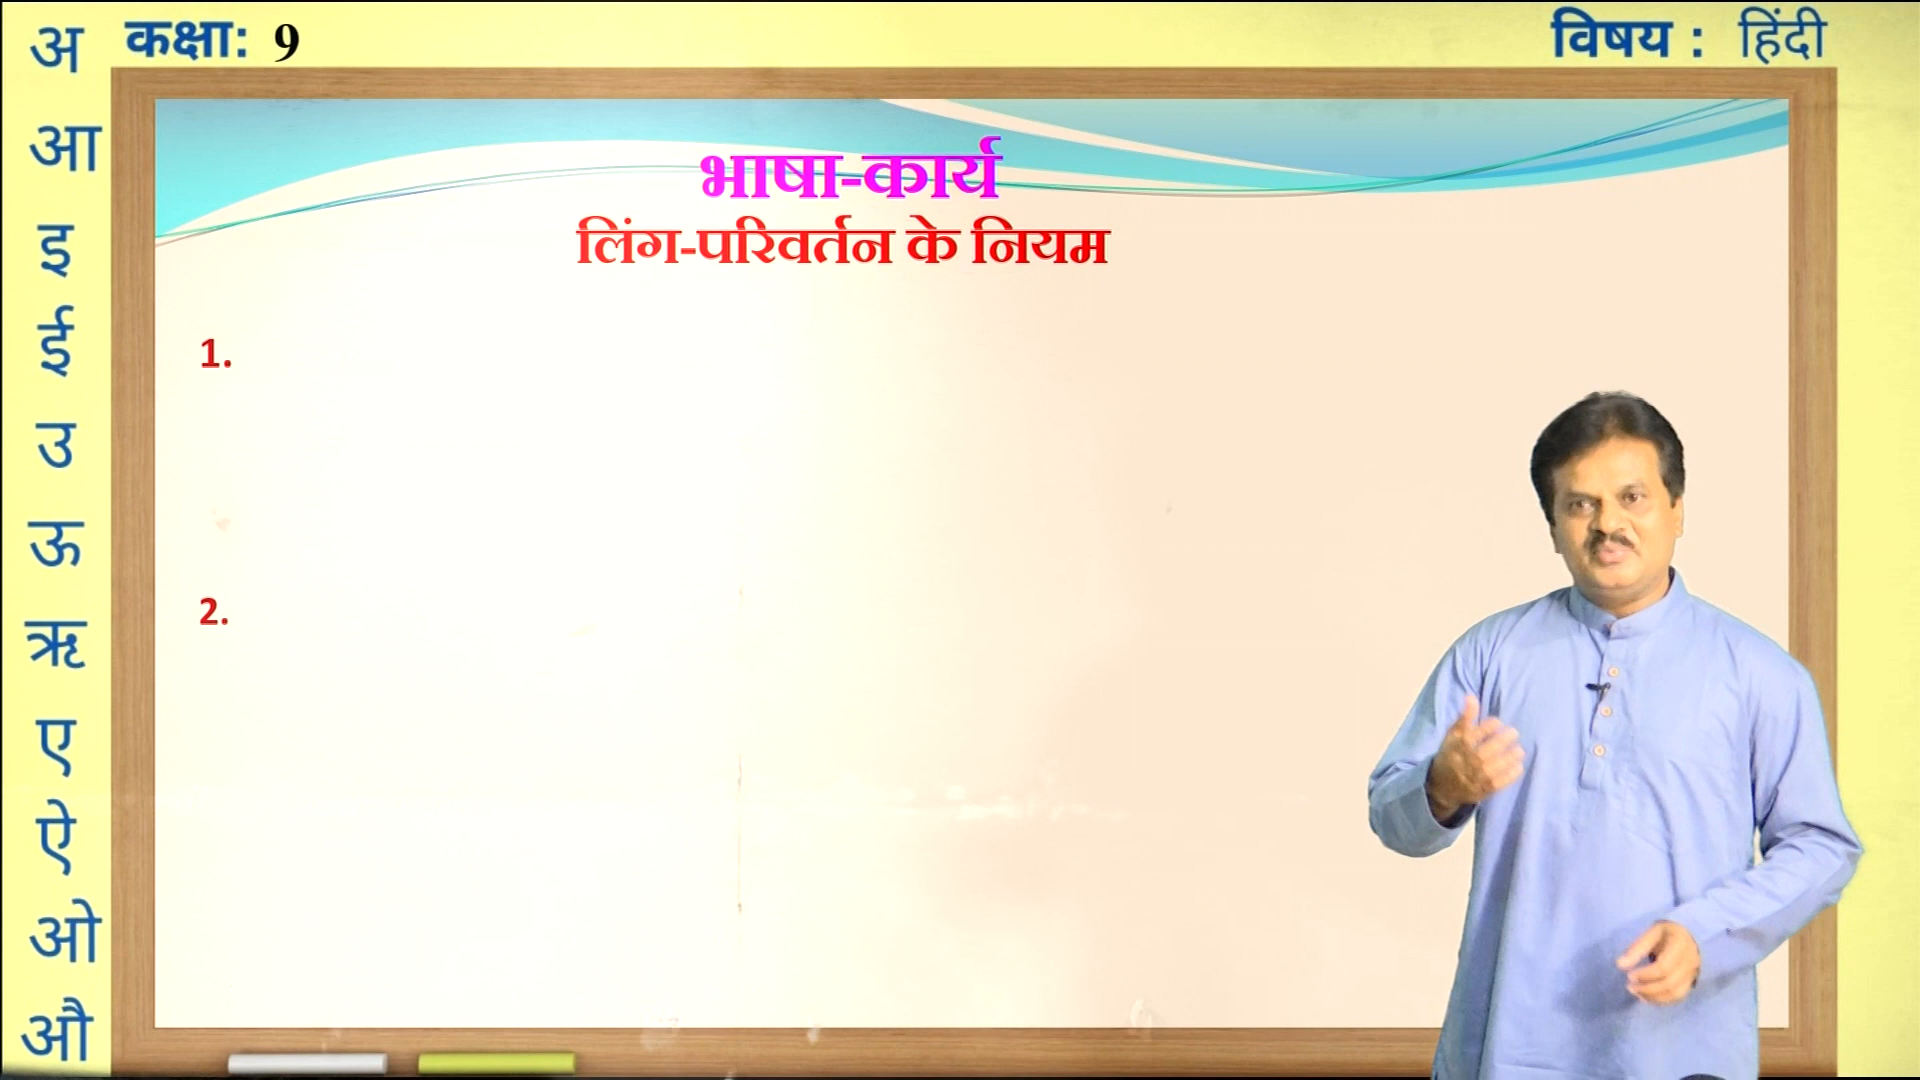 कक्षाः 9
विषय : हिंदी
अ
आ
इ
ई
उ
ऊ
ऋ
ए
ऐ
ओ
औ
भाषा-कार्य
लिंग-परिवर्तन के नियम
1.
2.